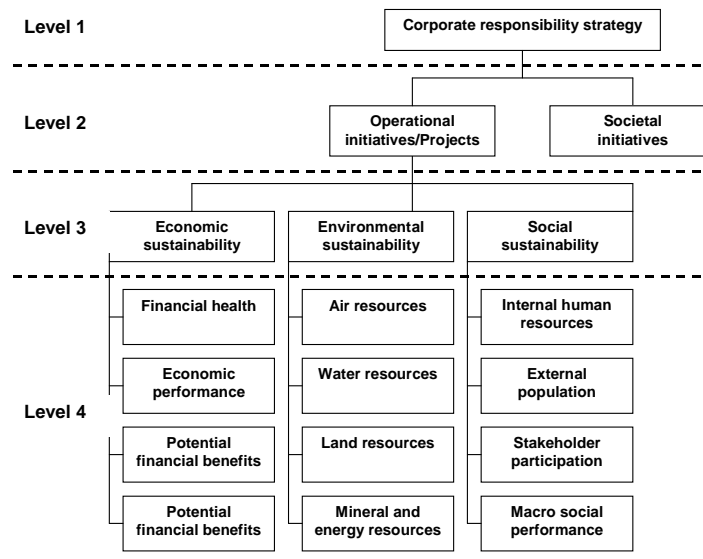 Level 1
Corporate responsibility strategy
Level 2
Operational
initiatives/Projects
Societal
initiatives
Level 3
Economic
sustainability
Environmental
sustainability
Social
sustainability
Level 4
Financial health
Air resources
Internal human
resources
Economic
performance
Water resources
External
population
Potential
financial benefits
Land resources
Stakeholder
participation
Potential
financial benefits
Mineral and
energy resources
Macro social
performance